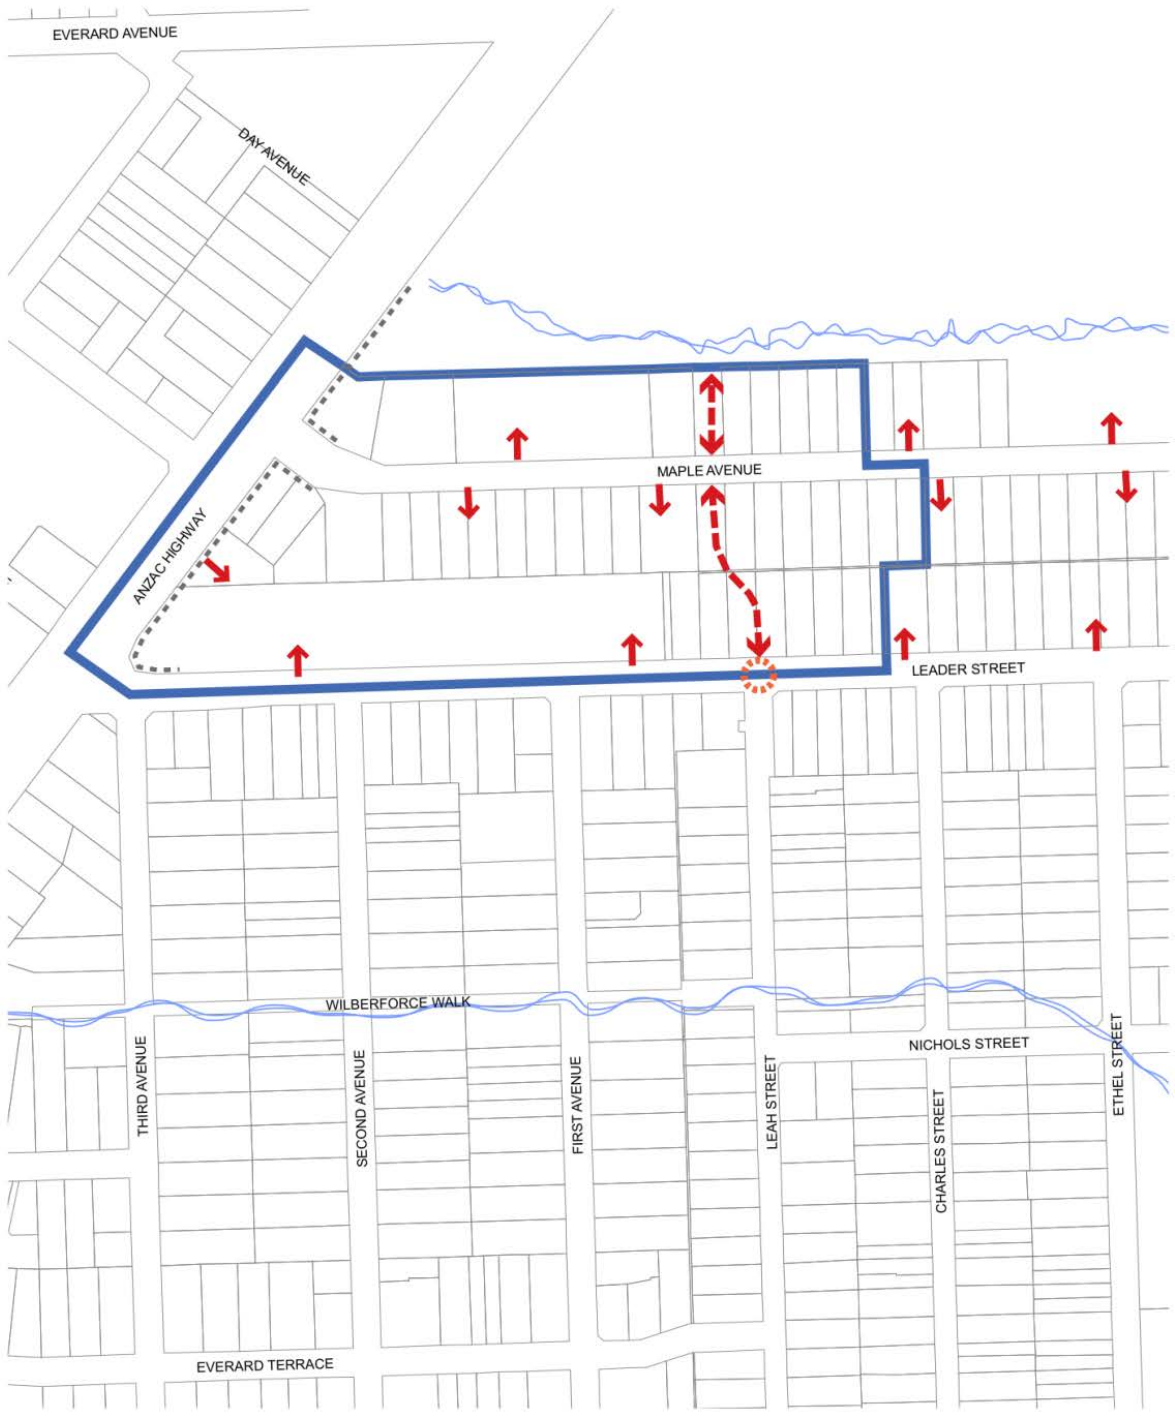 EVERARD AVENUE
DAY AVENUE
MAPLE AVENUE
ANZAC HIGHWAY
LEADER STREET
WILBERFORCE WALK
NICHOLS STREET
THIRD AVENUE
SECOND AVENUE
FIRST AVENUE
LEAH STREET
CHARLES STREET
ETHEL STREET
EVERARD TERRACE